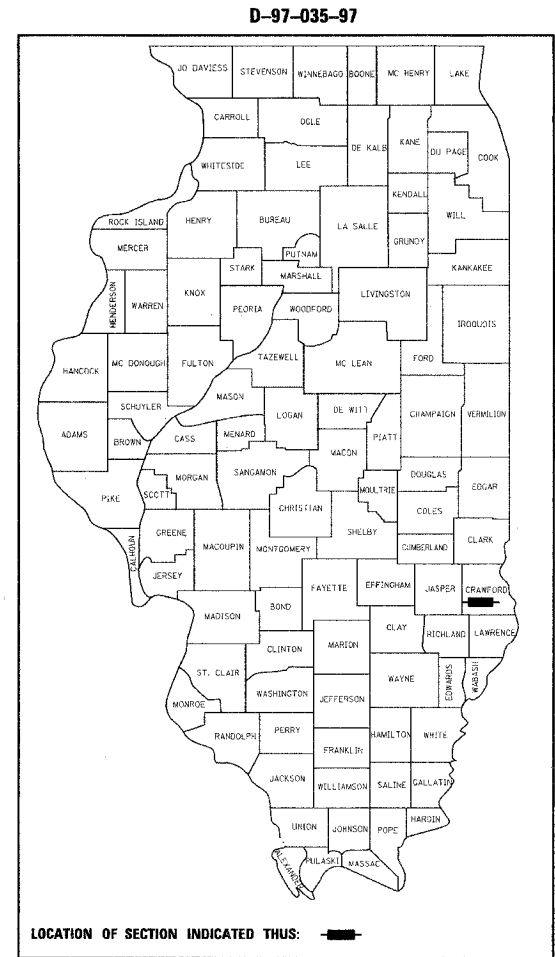 D-97-035-97
JO DAVIESS STEVENSON WINNEBAGO BOONE MC HENRY LAKE
CARROLL OGLE
DE KALB KANE DU PAGE COOK
WHITESIDE LEE
KENDALL WILL
ROCK ISLAND HENRY BUREAU LA SALLE
MERCER GRUNDY
PUTNAM
STARK MARSHALL KANKAKEE
HENDERSON WARREN KNOX LIVINGSTON
PEORIA WOODFORD IROQUOIS
HANCOCK MC DONOUGH FULTON TAZEWELL MC LEAN FORD
MASON
SCHUYLER LOGAN DE WITT CHAMPAIGN VERMILION
ADAMS BROWN CASS MENARD PIATT
MACON
PIKE SCOTT MORGAN SANGAMON MOULTRIE DOUGLAS EDGAR
CHRISTIAN COLES
CALHOUN GREENE MACOUPIN SHELBY
MONTGOMERY CUMBERLAND CLARK
JERSEY FAYETTE EFFINGHAM JASPER CRAWFORD
MADISON BOND
CLAY RICHLAND LAWRENCE
CLINTON MARION
ST. CLAIR WAYNE EDWARDS WABASH
WASHINGTON JEFFERSON
MONROE
RANDOLPH PERRY HAMILTON WHITE
FRANKLIN
JACKSON WILLIAMSON SALINE GALLATIN
UNION JOHNSON POPE HARDIN
ALEXANDER PULASKI MASSAC
LOCATION OF SECTION INDICATED THUS: